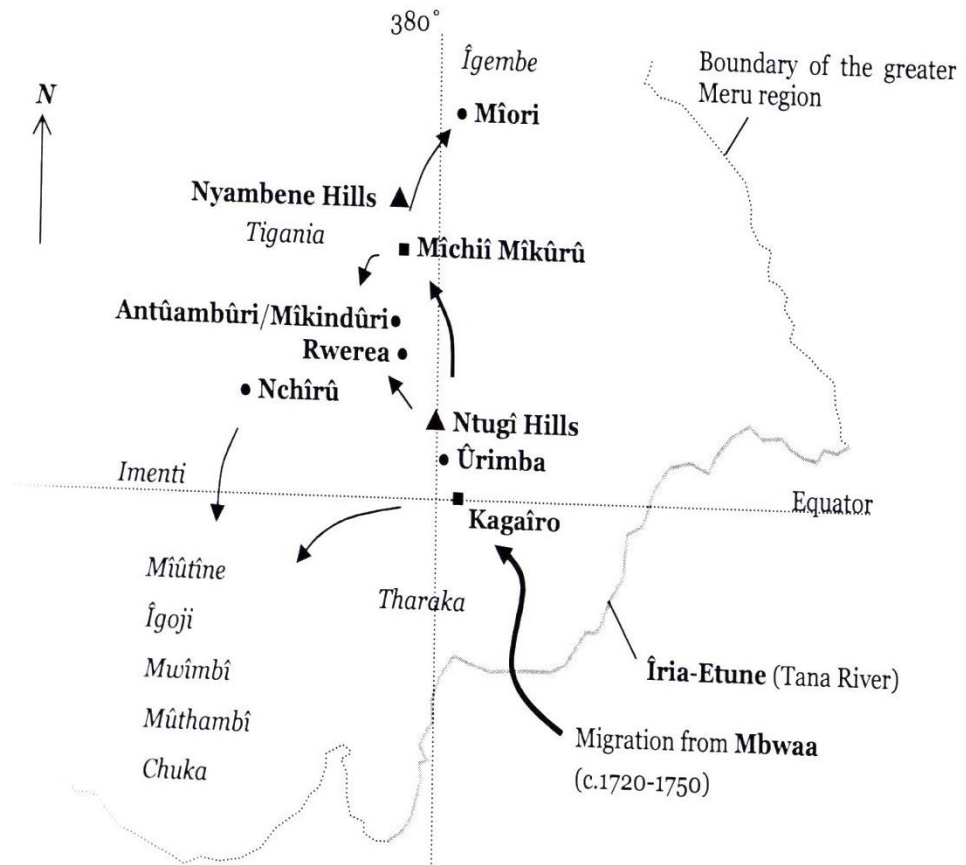 380°
Îgembe
Boundary of the greater
Meru region
N
Mîori
Nyambene Hills
Tigania
Mîchiî Mîkûrû
Antûambûri/Mîkindûri
Rwerea
Nchîrû
Ntugî Hills
Ûrimba
Imenti
Equator
Kagaîro
Mîûtîne
Îgoji
Mwîmbî
Mûthambî
Chuka
Tharaka
Îria-Etune (Tana River)
Migration from Mbwaa
(c.1720-1750)